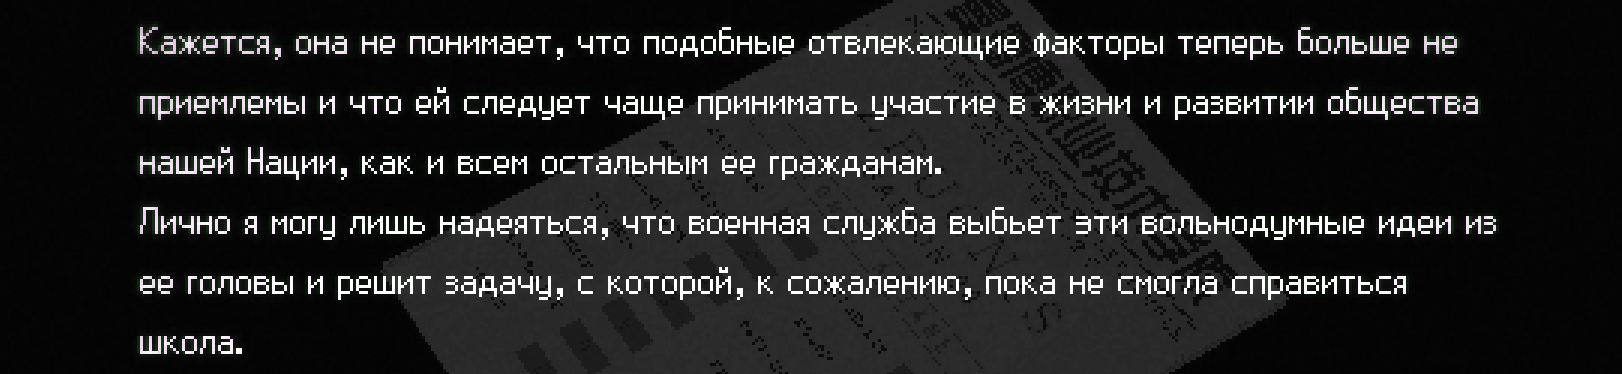 Кажется, она не понимает, что подобные отвлекающие факторы теперь больше не
приемлемы и что ей следует чаще принимать участие в жизни и развитии общества
нашей Нации, как и всем остальным ее гражданам.
Лично я могу лишь надеяться, что военная служба выбьет эти вольнодумные идеи из
ее головы и решит задачу, с которой, к сожалению, пока не смогла справиться
школа.